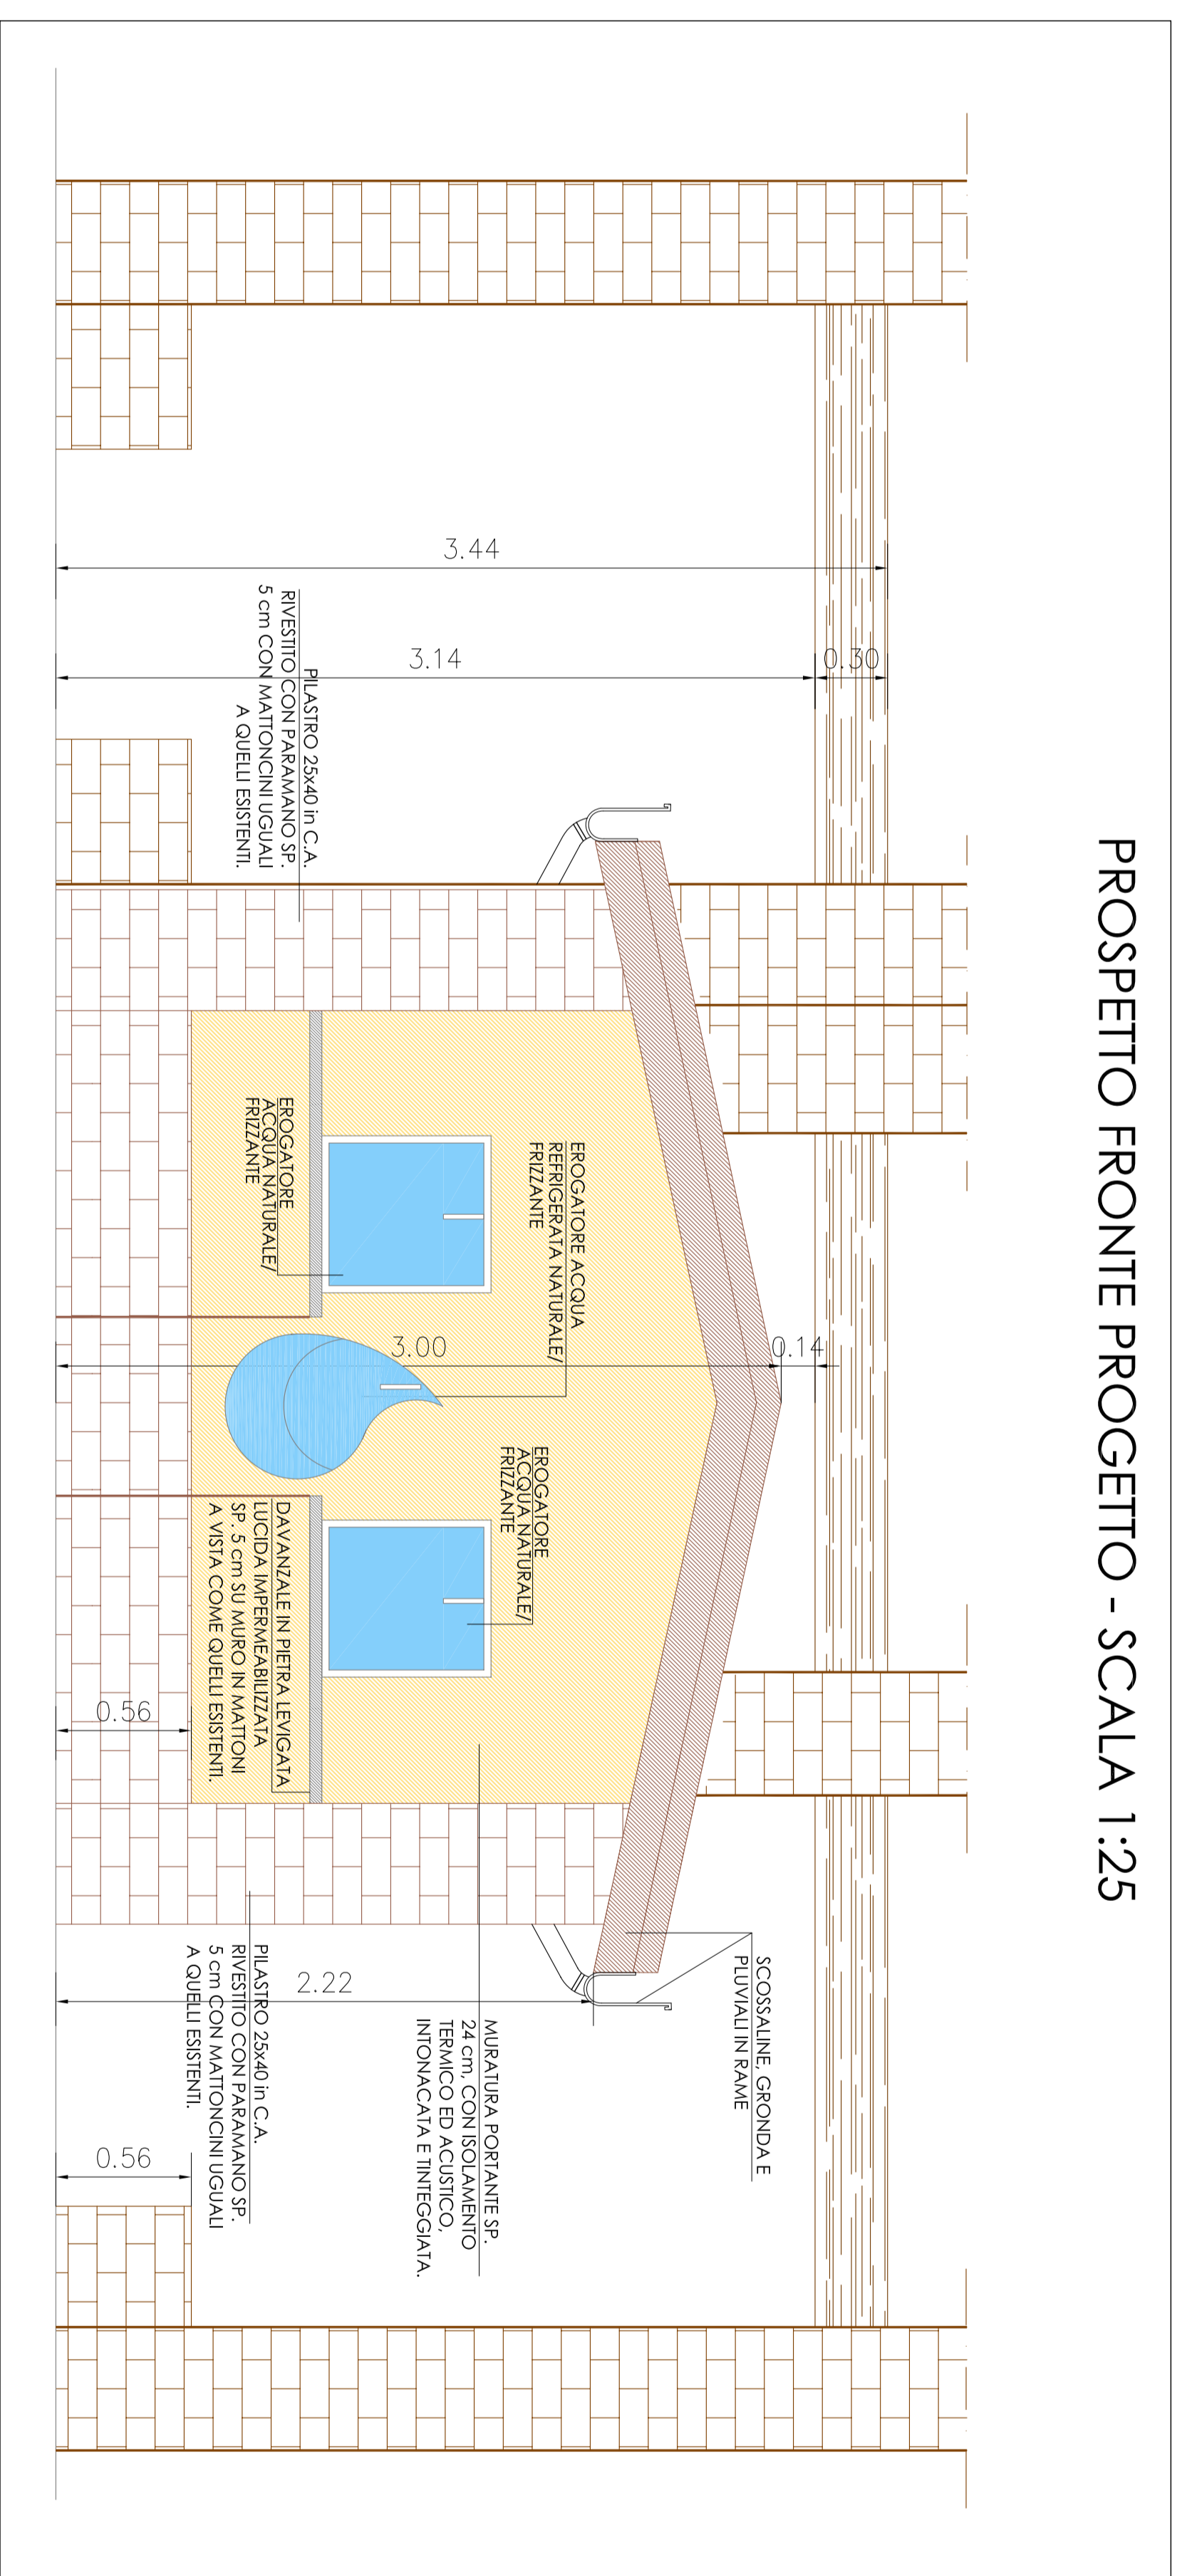 PROSPETTO FRONTE PROGETTO - SCALA 1:25
3.44
3.14
0.30
PILASTRO 25x40 in C.A.
RIVESTITO CON PARAMANO SP.
5 cm CON MATTONCINI UGUALI
A QUELLI ESISTENTI.
EROGATORE
ACQUA NATURALE/
FRIZZANTE
EROGATORE ACQUA
REFRIGERATA NATURALE/
FRIZZANTE
3.00
0.14
EROGATORE
ACQUA NATURALE/
FRIZZANTE
DAVANZALE IN PIETRA LEVIGATA
LUCIDA IMPERMEABILIZZATA
SP. 5 cm SU MURO IN MATTONI
A VISTA COME QUELLI ESISTENTI.
0.56
SCOSSALINE, GRONDA E
PLUVIALI IN RAME
2.22
MURATURA PORTANTE SP.
24 cm, CON ISOLAMENTO
TERMICO ED ACUSTICO,
INTONACATA E TINTEGGIATA.
PILASTRO 25x40 in C.A.
RIVESTITO CON PARAMANO SP.
5 cm CON MATTONCINI UGUALI
A QUELLI ESISTENTI.
0.56